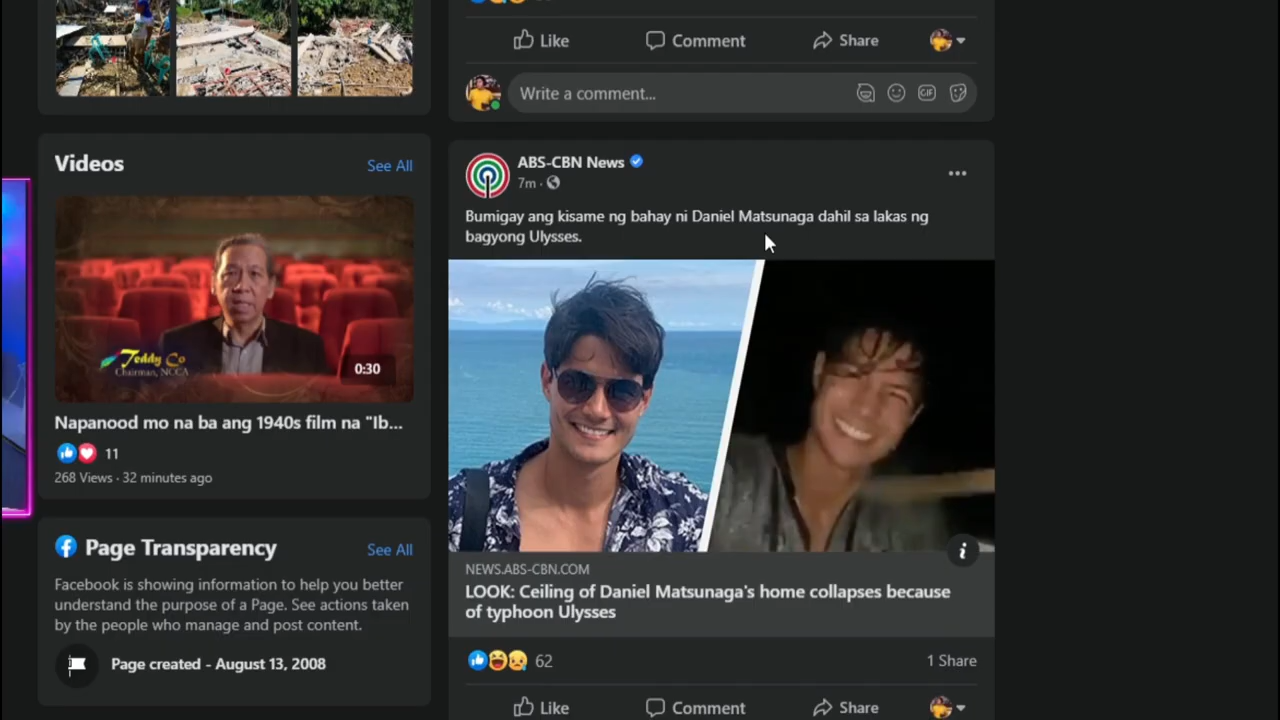 Like
Comment
Share
Write a comment...
GIF
Videos
See All
Teddy Co
Chairman, NCCA
0:30
Napanood mo na ba ang 1940s film na "Ib...
11
268 Views · 32 minutes ago
Page Transparency
See All
Facebook is showing information to help you better
understand the purpose of a Page. See actions taken
by the people who manage and post content.
Page created - August 13, 2008
ABS-CBN News
7m ·
Bumigay ang kisame ng bahay ni Daniel Matsunaga dahil sa lakas ng
bagyong Ulysses.
NEWS.ABS-CBN.COM
LOOK: Ceiling of Daniel Matsunaga's home collapses because
of typhoon Ulysses
62
1 Share
Like
Comment
Share